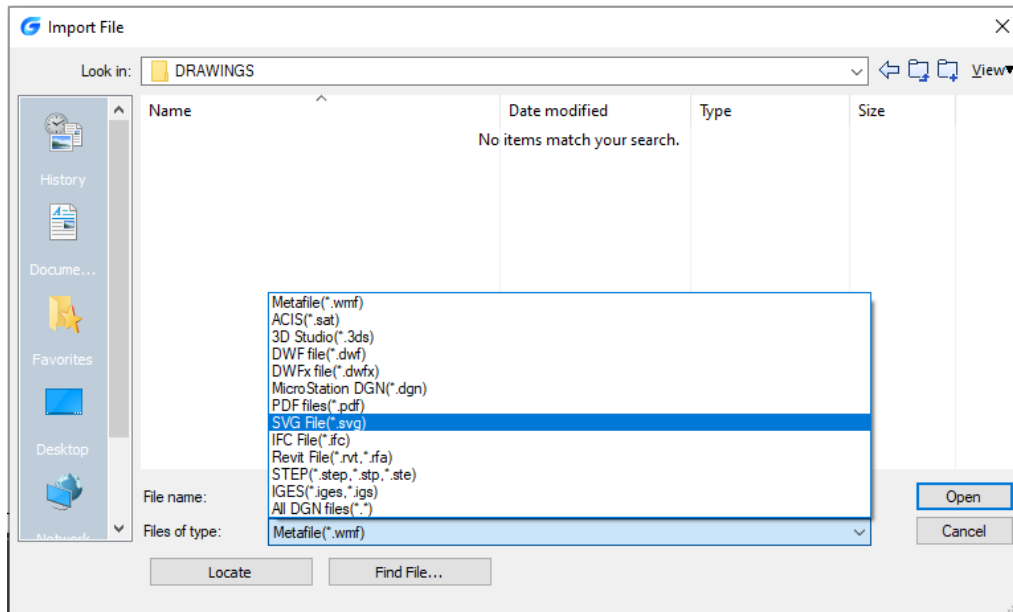 Import File
Look in: DRAWINGS View
Name Date modified Type Size
No items match your search.
History
Docume...
Favorites
Desktop
Network
Metafile(*.wmf)
ACIS(*.sat)
3D Studio(*.3ds)
DWF file(*.dwf)
DWFx file(*.dwfx)
MicroStation DGN(*.dgn)
PDF files(*.pdf)
SVG File(*.svg)
IFC File(*.ifc)
Revit File(*.rvt,*.rfa)
STEP(*.step,*.stp,*.ste)
IGES(*.iges,*.igs)
All DGN files(*.*)
File name: Open
Files of type: Metafile(*.wmf) Cancel
Locate Find File...